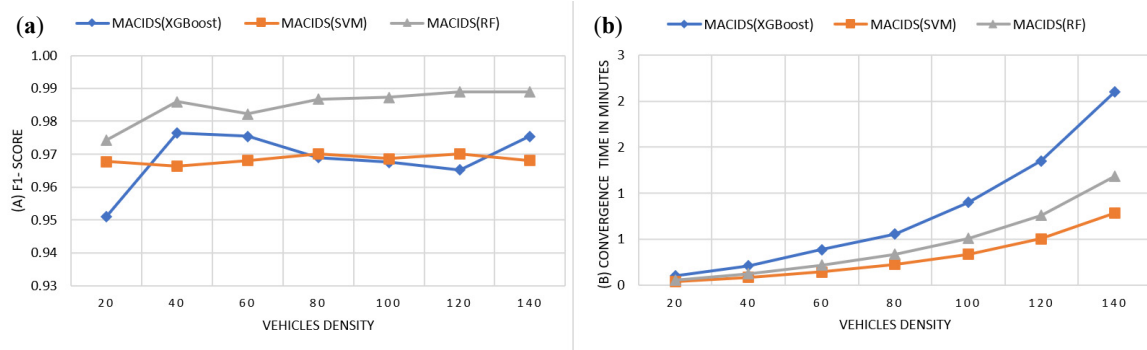 (a)
MACIDS(XGBoost) MACIDS(SVM) MACIDS(RF)
1.00
0.99
0.98
0.97
0.96
0.95
0.94
0.93
(A) F1- SCORE
20 40 60 80 100 120 140
VEHICLES DENSITY
(b)
MACIDS(XGBoost) MACIDS(SVM) MACIDS(RF)
3
2
2
1
1
0
(B) CONVERGENCE TIME IN MINUTES
20 40 60 80 100 120 140
VEHICLES DENSITY